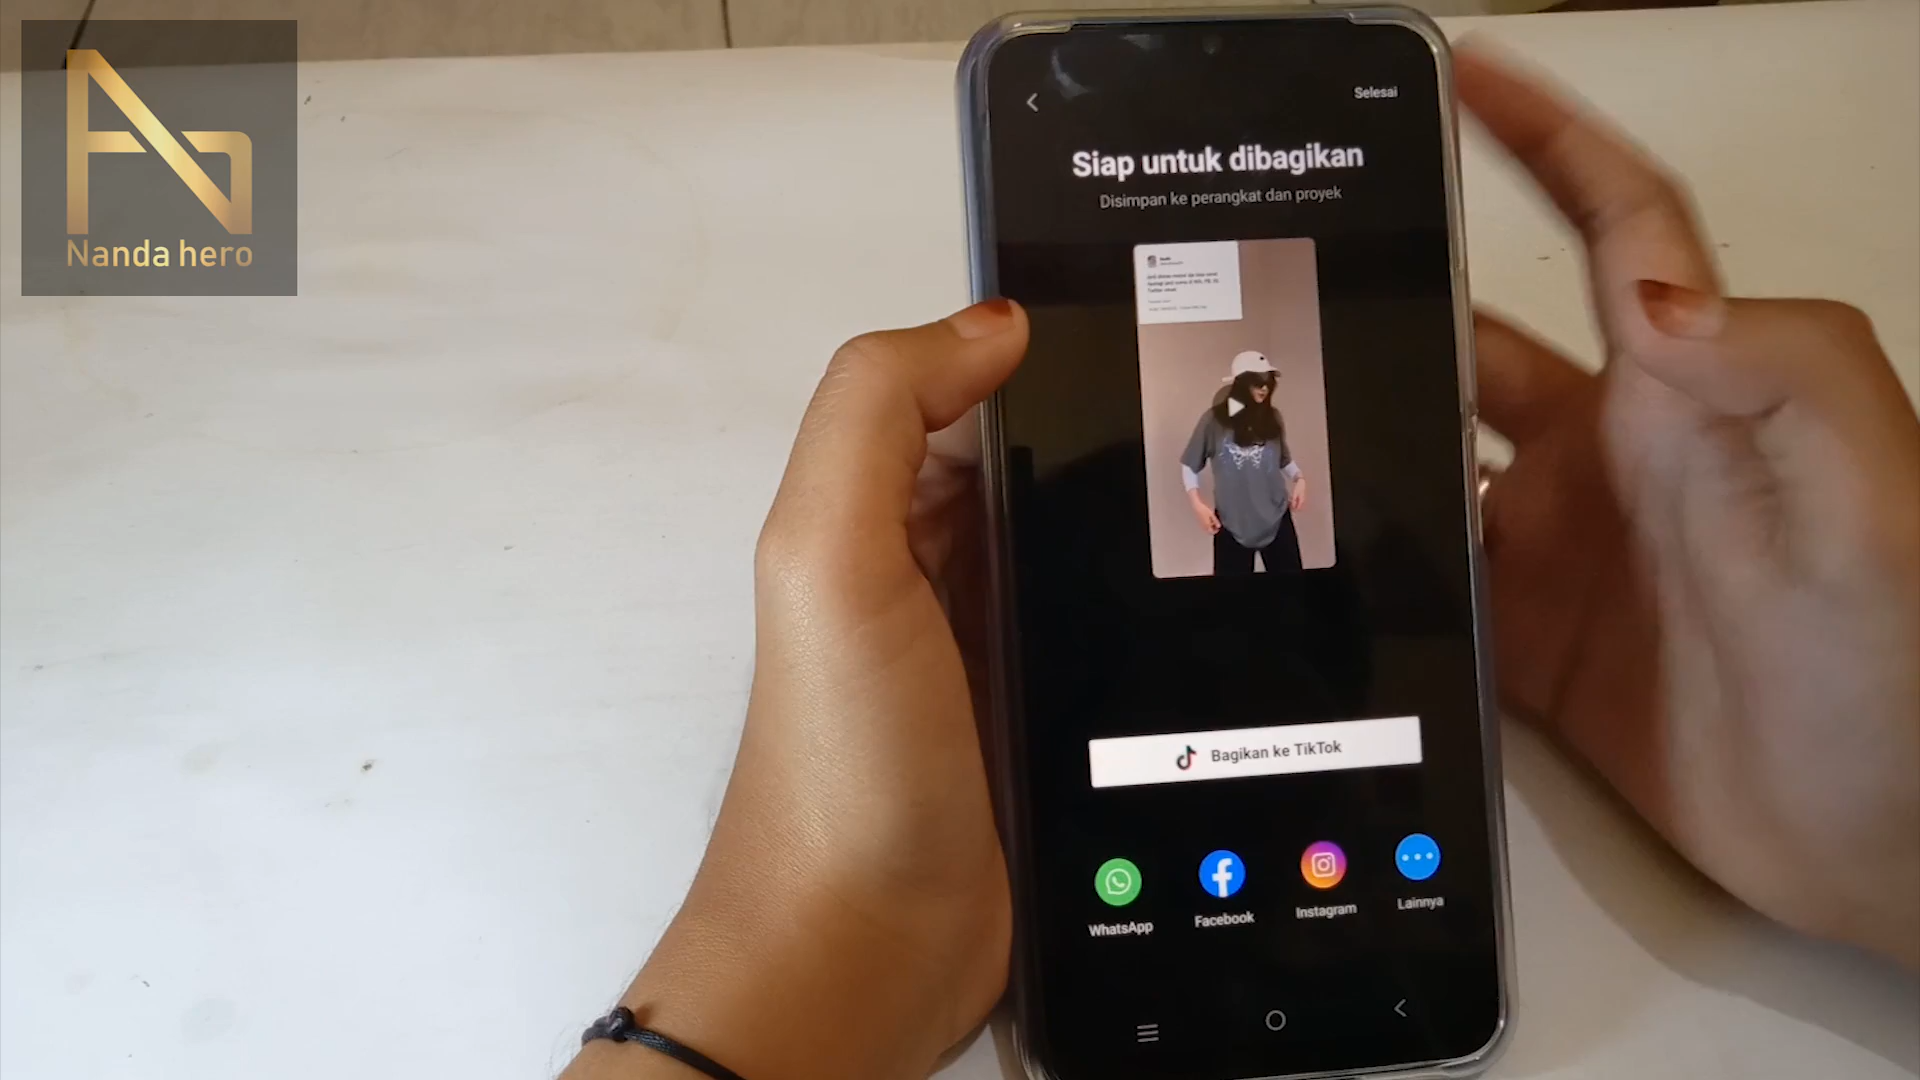 Nanda hero
Selesai
Siap untuk dibagikan
Disimpan ke perangkat dan proyek
Bagikan ke TikTok
WhatsApp
Facebook
Instagram
Lainnya